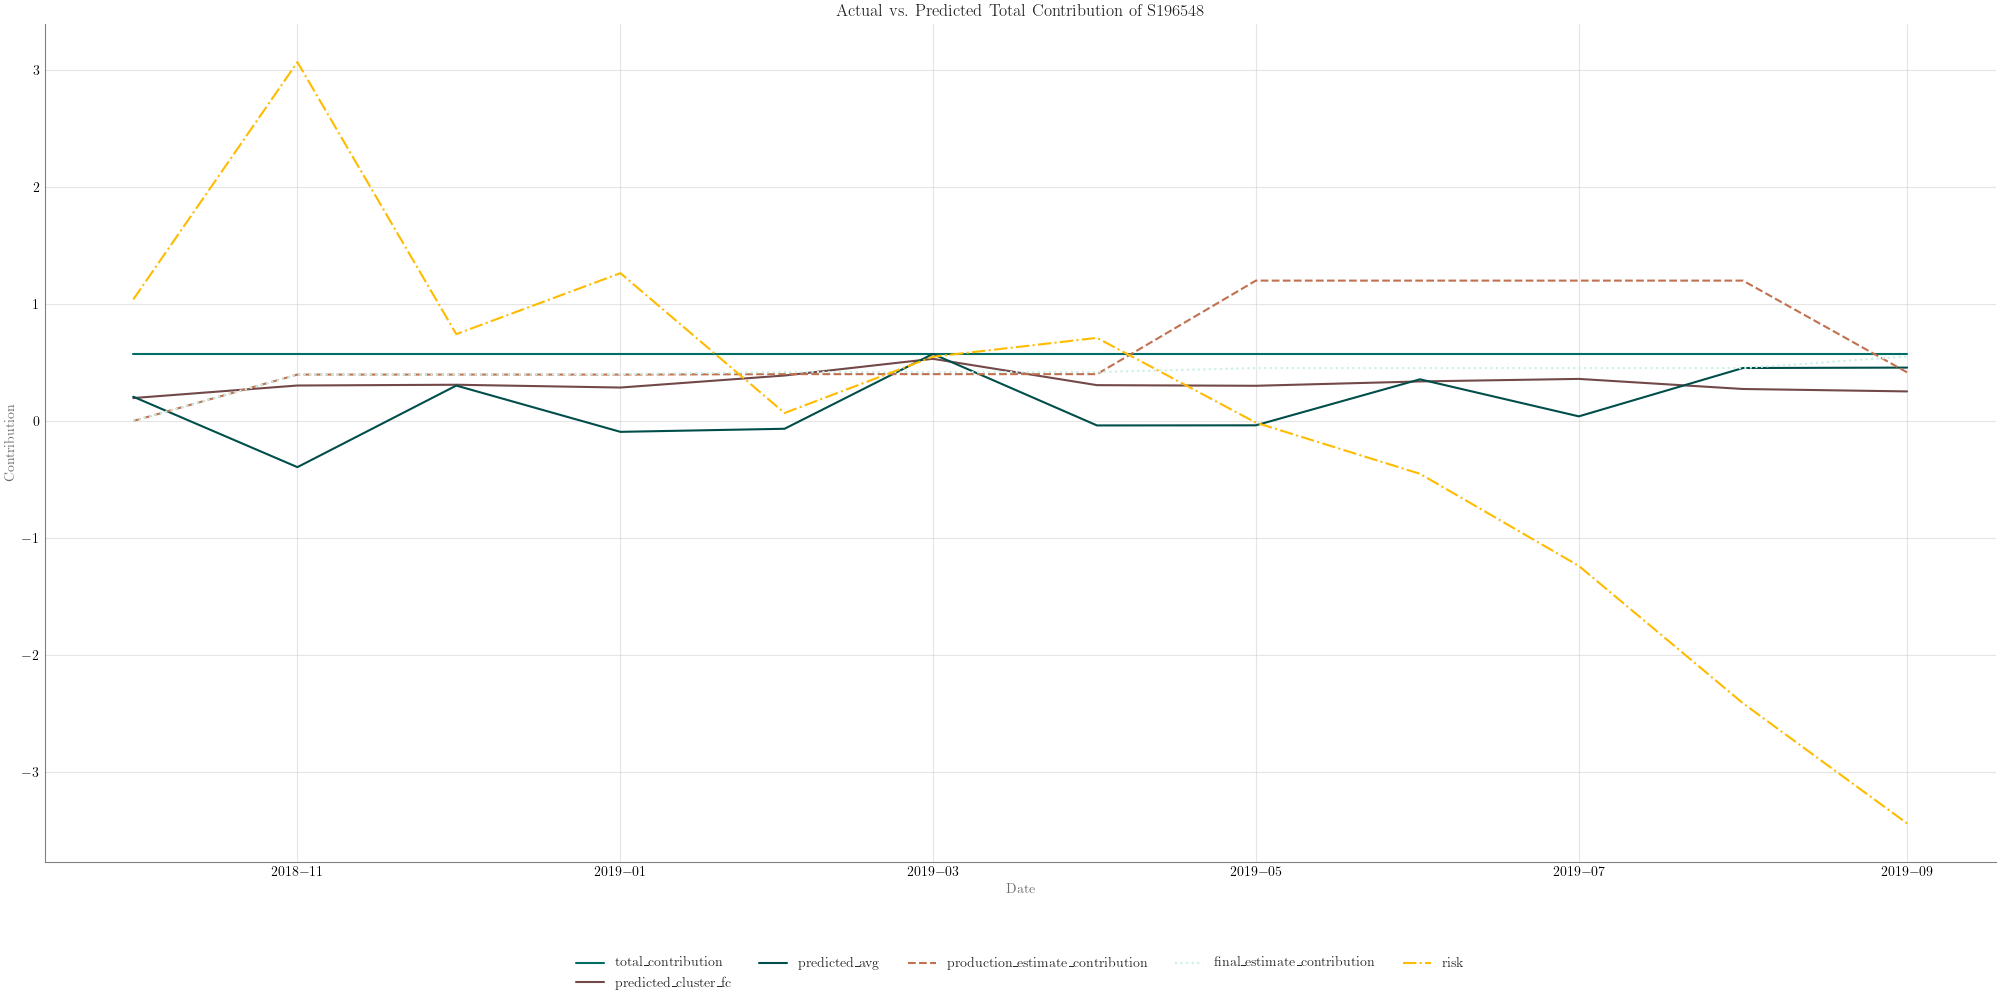 Actual vs. Predicted Total Contribution of S196548
3
2
1
0
−1
−2
−3
Contribution
2018−11 2019−01 2019−03 2019−05 2019−07 2019−09
Date
total_contribution predicted_avg production_estimate_contribution final_estimate_contribution risk
predicted_cluster_fc